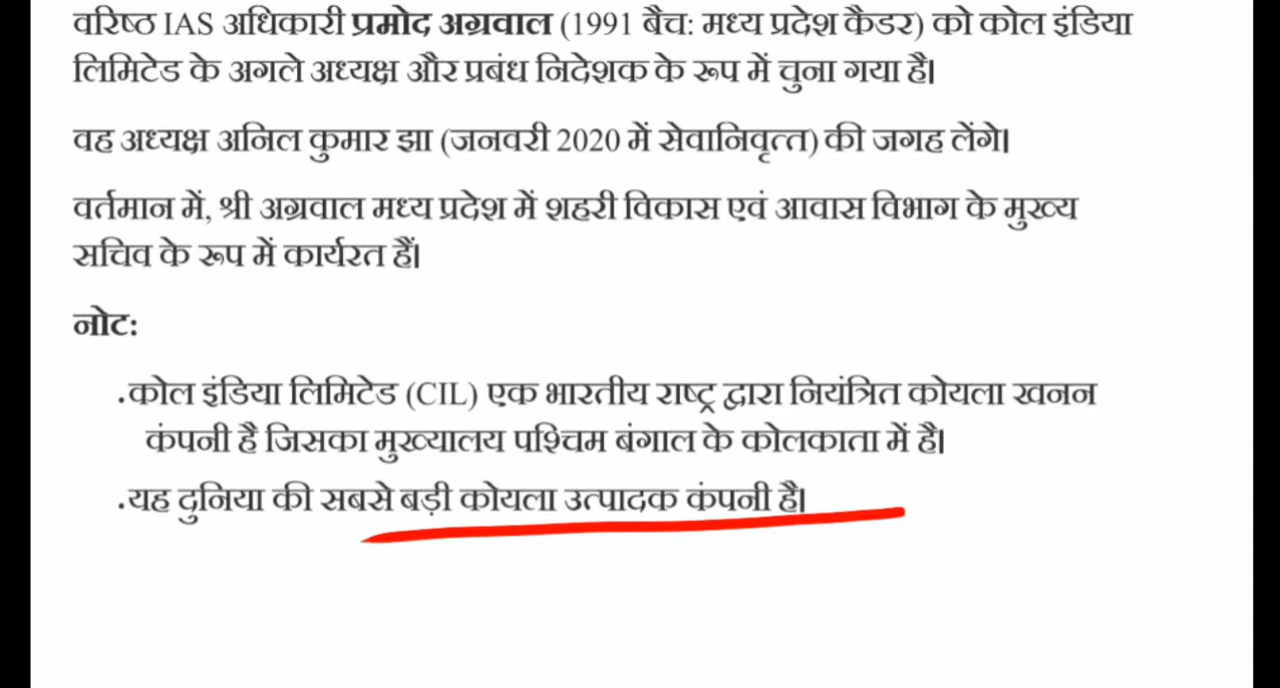 वरिष्ठ IAS अधिकारी प्रमोद अग्रवाल (1991 बैच: मध्य प्रदेश कैडर) को कोल इंडिया
लिमिटेड के अगले अध्यक्ष और प्रबंध निदेशक के रूप में चुना गया है।
वह अध्यक्ष अनिल कुमार झा (जनवरी 2020 में सेवानिवृत्त) की जगह लेंगे।
वर्तमान में, श्री अग्रवाल मध्य प्रदेश में शहरी विकास एवं आवास विभाग के मुख्य
सचिव के रूप में कार्यरत हैं।
नोट:
.कोल इंडिया लिमिटेड (CIL) एक भारतीय राष्ट्र द्वारा नियंत्रित कोयला खनन
कंपनी है जिसका मुख्यालय पश्चिम बंगाल के कोलकाता में है।
.यह दुनिया की सबसे बड़ी कोयला उत्पादक कंपनी है।